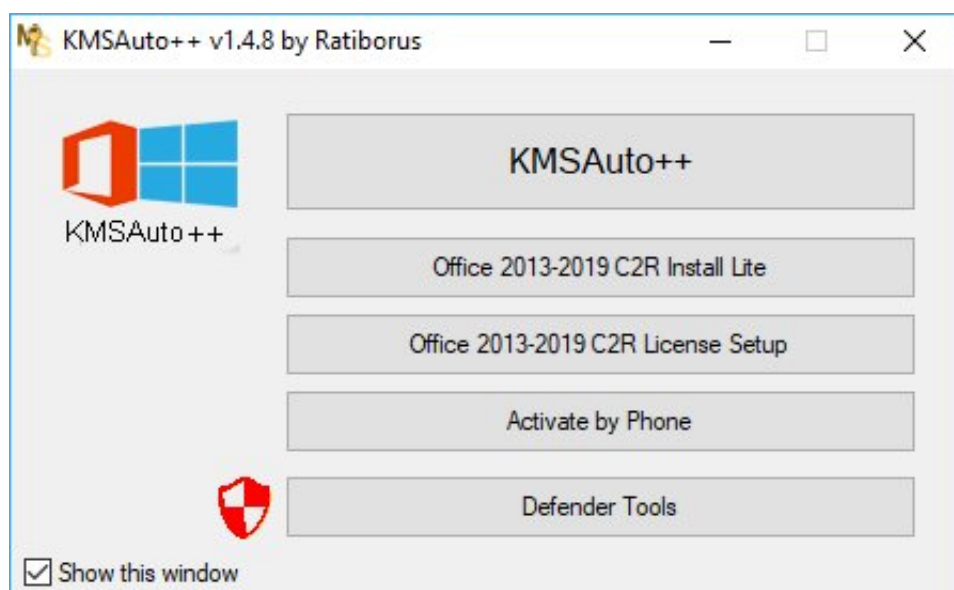 KMSAuto++ v1.4.8 by Ratiborus
KMSAuto++
KMSAuto++
Office 2013-2019 C2R Install Lite
Office 2013-2019 C2R License Setup
Activate by Phone
Defender Tools
Show this window